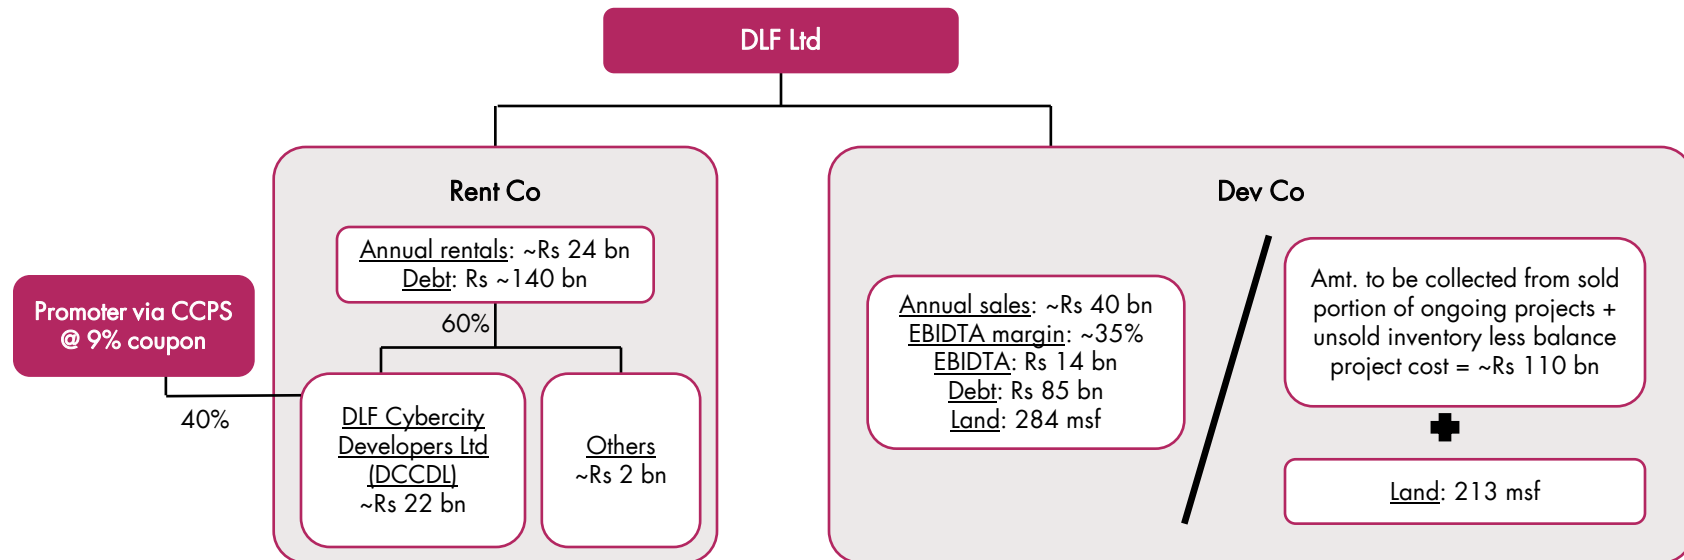 DLF Ltd
Rent Co
Annual rentals: ~Rs 24 bn
Debt: Rs ~140 bn
Promoter via CCPS
@ 9% coupon
60%
40%
DLF Cybercity
Developers Ltd
(DCCDL)
~Rs 22 bn
Others
~Rs 2 bn
Dev Co
Annual sales: ~Rs 40 bn
EBIDTA margin: ~35%
EBIDTA: Rs 14 bn
Debt: Rs 85 bn
Land: 284 msf
Amt. to be collected from sold
portion of ongoing projects +
unsold inventory less balance
project cost = ~Rs 110 bn
Land: 213 msf